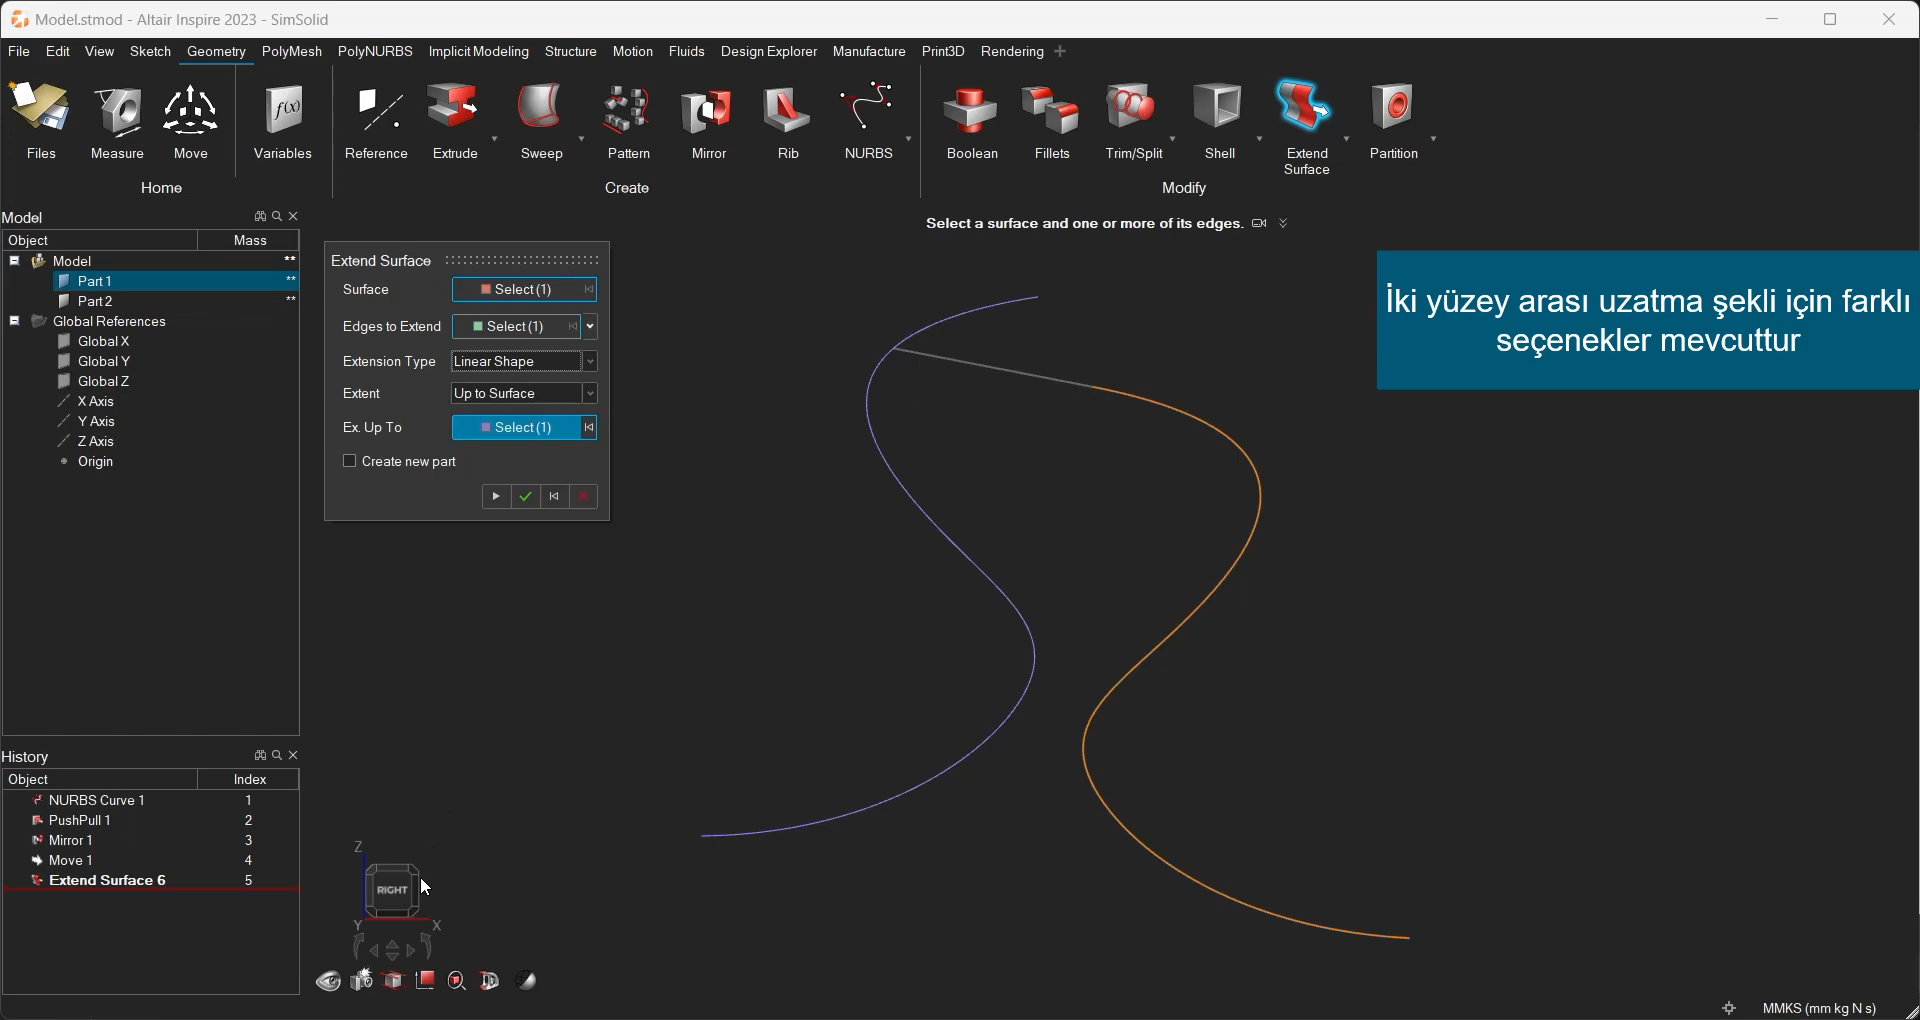 Model.stmod - Altair Inspire 2023 - SimSolid
File Edit View Sketch Geometry PolyMesh PolyNURBS Implicit Modeling Structure Motion Fluids Design Explorer Manufacture Print3D Rendering
f(x)
Files Measure Move Variables Reference Extrude Sweep Pattern Mirror Rib NURBS Boolean Fillets Trim/Split Shell Extend Surface Partition
Home Create Modify
Model
Select a surface and one or more of its edges.
Object Mass
Model **
Part 1 **
Part 2 **
Global References
Global X
Global Y
Global Z
X Axis
Y Axis
Z Axis
Origin
Extend Surface
Surface Select (1)
Edges to Extend Select (1)
Extension Type Linear Shape
Extent Up to Surface
Ex. Up To Select (1)
Create new part
İki yüzey arası uzatma şekli için farklı
seçenekler mevcuttur
History
Object Index
NURBS Curve 1 1
PushPull 1 2
Mirror 1 3
Move 1 4
Extend Surface 6 5
Z
RIGHT
Y X
MMKS (mm kg N s)